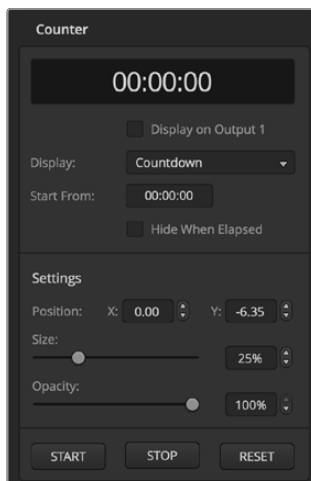 Counter
00:00:00
Display on Output 1
Display: Countdown
Start From: 00:00:00
Hide When Elapsed
Settings
Position: X: 0.00 Y: -6.35
Size:
25%
Opacity:
100%
START STOP RESET